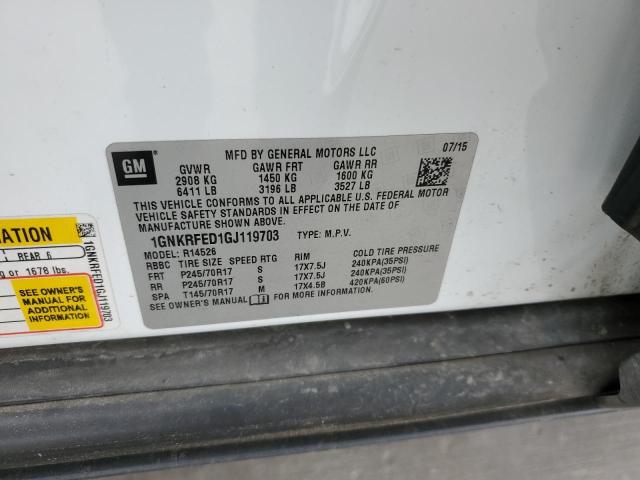 GM
MFD BY GENERAL MOTORS LLC 07/15
GVWR GAWR FRT GAWR RR
2908 KG 1450 KG 1600 KG
6411 LB 3196 LB 3527 LB
THIS VEHICLE CONFORMS TO ALL APPLICABLE U.S. FEDERAL MOTOR
VEHICLE SAFETY STANDARDS IN EFFECT ON THE DATE OF
MANUFACTURE SHOWN ABOVE.
1GNKRFED1GJ119703 TYPE: M.P.V.
MODEL: R14526
RBBC TIRE SIZE SPEED RTG RIM COLD TIRE PRESSURE
FRT P245/70R17 S 17X7.5J 240KPA(35PSI)
RR P245/70R17 S 17X7.5J 240KPA(35PSI)
SPA T145/70R17 M 17X4.5B 420KPA(60PSI)
SEE OWNER'S MANUAL FOR MORE INFORMATION.
REAR 6
or 1678 lbs.
SEE OWNER'S
MANUAL FOR
ADDITIONAL
INFORMATION
1GNKRFED1GJ119703